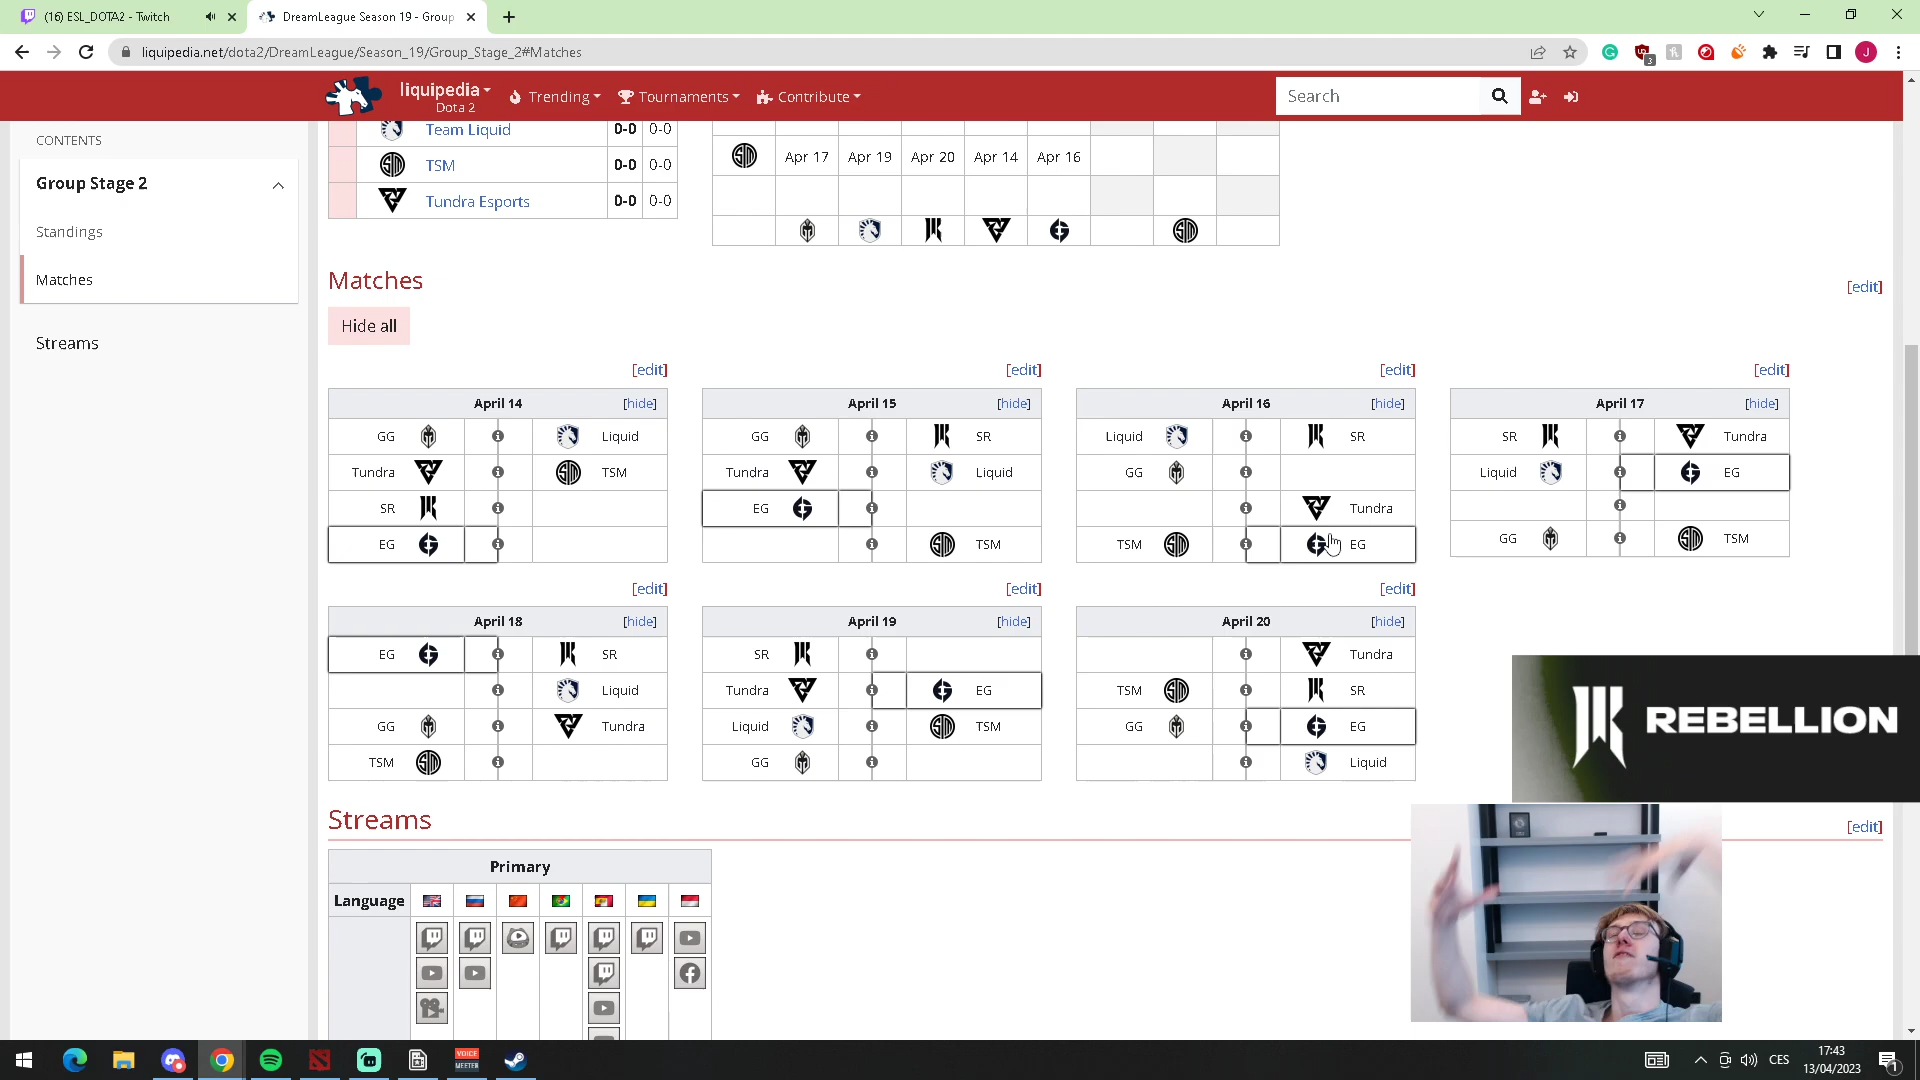 (16) ESL_DOTA2 - Twitch
DreamLeague Season 19 - Group
liquipedia.net/dota2/DreamLeague/Season_19/Group_Stage_2#Matches
3
J
liquipedia
Dota 2
Trending
Tournaments
Contribute
Search
CONTENTS
Group Stage 2
Standings
Matches
Streams
Team Liquid 0-0 0-0
TSM 0-0 0-0
Tundra Esports 0-0 0-0
Apr 17 Apr 19 Apr 20 Apr 14 Apr 16
Matches
[edit]
Hide all
[edit] [edit] [edit] [edit]
April 14 [hide]
GG Liquid
Tundra TSM
SR
EG
April 15 [hide]
GG SR
Tundra Liquid
EG
TSM
April 16 [hide]
Liquid SR
GG
Tundra
TSM EG
April 17 [hide]
SR Tundra
Liquid EG
GG TSM
[edit] [edit] [edit]
April 18 [hide]
EG SR
Liquid
GG Tundra
TSM
April 19 [hide]
SR
Tundra EG
Liquid TSM
GG
April 20 [hide]
Tundra
TSM SR
GG EG
Liquid
REBELLION
Streams
[edit]
Primary
Language
VOICE
MEETER
CES
17:43
13/04/2023
1